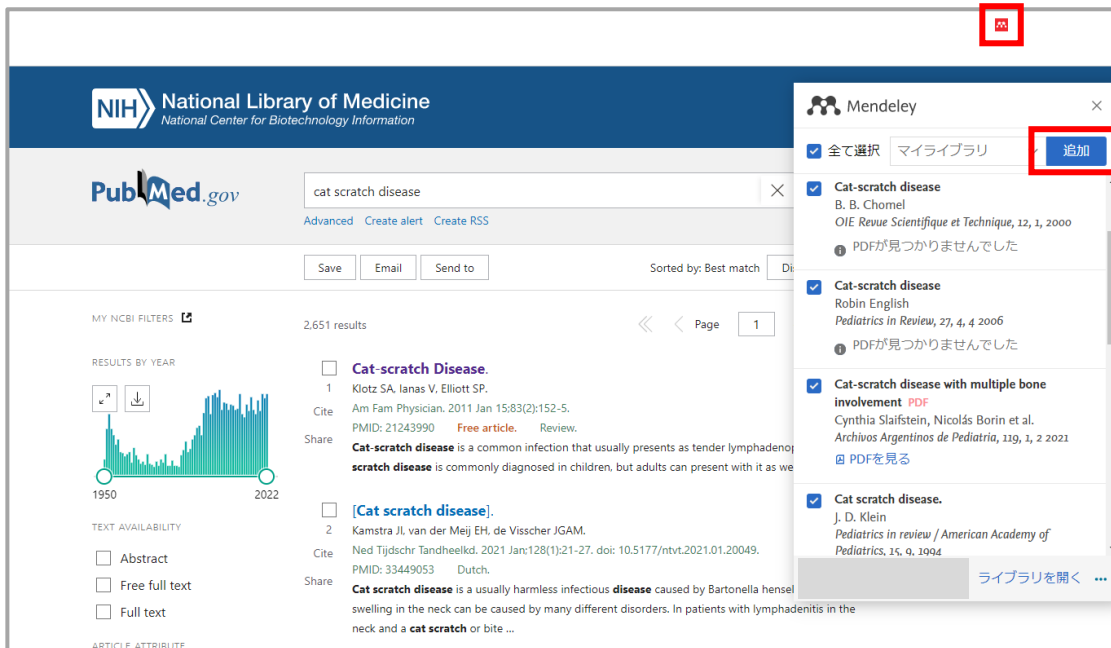 NIH
National Library of Medicine
National Center for Biotechnology Information
PubMed.gov
cat scratch disease
Advanced Create alert Create RSS
Save Email Send to
Sorted by: Best match
MY NCBI FILTERS
2,651 results
Page 1
RESULTS BY YEAR
1950 2022
TEXT AVAILABILITY
Abstract
Free full text
Full text
ARTICLE ATTRIBUTE
Cat-scratch Disease.
1 Klotz SA, Ianas V, Elliott SP.
Cite Am Fam Physician. 2011 Jan 15;83(2):152-5.
PMID: 21243990 Free article. Review.
Share
Cat-scratch disease is a common infection that usually presents as tender lymphadenop
scratch disease is commonly diagnosed in children, but adults can present with it as we
[Cat scratch disease].
2 Kamstra JI, van der Meij EH, de Visscher JGAM.
Cite Ned Tijdschr Tandheelkd. 2021 Jan;128(1):21-27. doi: 10.5177/ntvt.2021.01.20049.
PMID: 33449053 Dutch.
Share
Cat scratch disease is a usually harmless infectious disease caused by Bartonella hensel
swelling in the neck can be caused by many different disorders. In patients with lymphadenitis in the
neck and a cat scratch or bite ...
Mendeley
全て選択 マイライブラリ 追加
Cat-scratch disease
B. B. Chomel
OIE Revue Scientifique et Technique, 12, 1, 2000
PDFが見つかりませんでした
Cat-scratch disease
Robin English
Pediatrics in Review, 27, 4, 4 2006
PDFが見つかりませんでした
Cat-scratch disease with multiple bone
involvement PDF
Cynthia Slaifstein, Nicolás Borin et al.
Archivos Argentinos de Pediatria, 119, 1, 2 2021
PDFを見る
Cat scratch disease.
J. D. Klein
Pediatrics in review / American Academy of
Pediatrics, 15, 9, 1994
ライブラリを開く ...